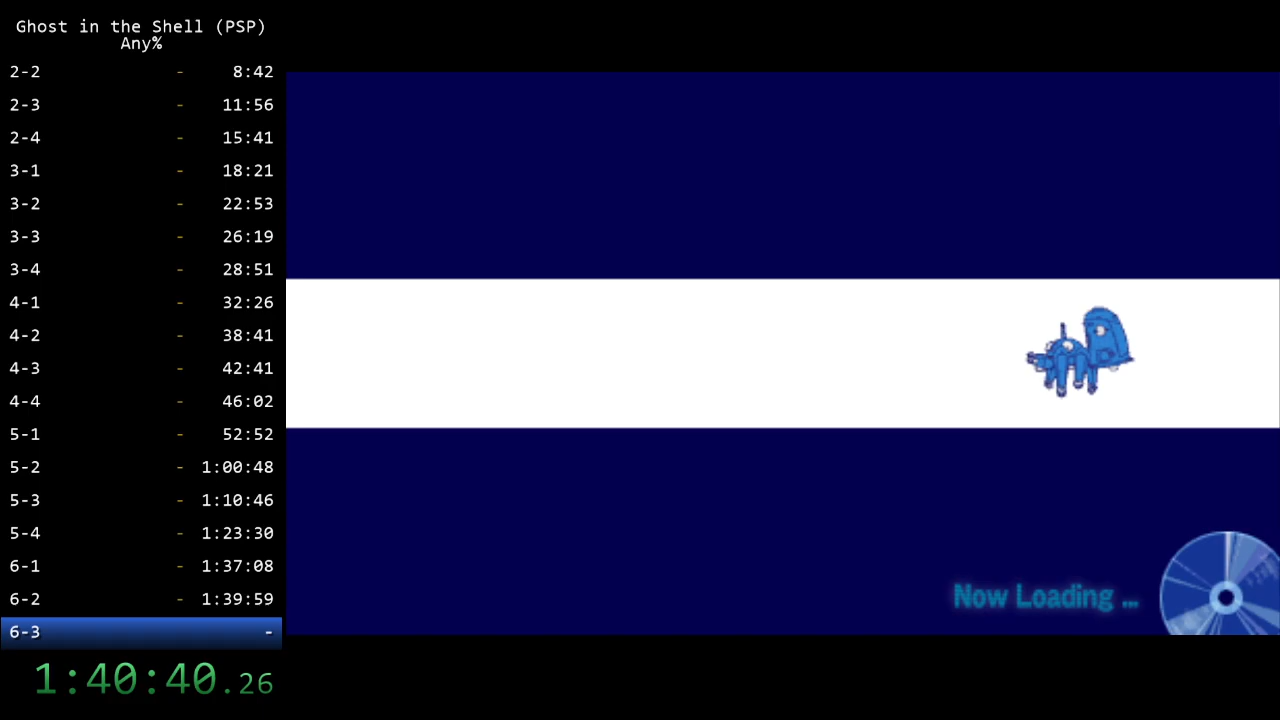 Ghost in the Shell (PSP)
Any%
2-2 - 8:42
2-3 - 11:56
2-4 - 15:41
3-1 - 18:21
3-2 - 22:53
3-3 - 26:19
3-4 - 28:51
4-1 - 32:26
4-2 - 38:41
4-3 - 42:41
4-4 - 46:02
5-1 - 52:52
5-2 - 1:00:48
5-3 - 1:10:46
5-4 - 1:23:30
6-1 - 1:37:08
6-2 - 1:39:59
6-3 -
1:40:40.26
Now Loading ...